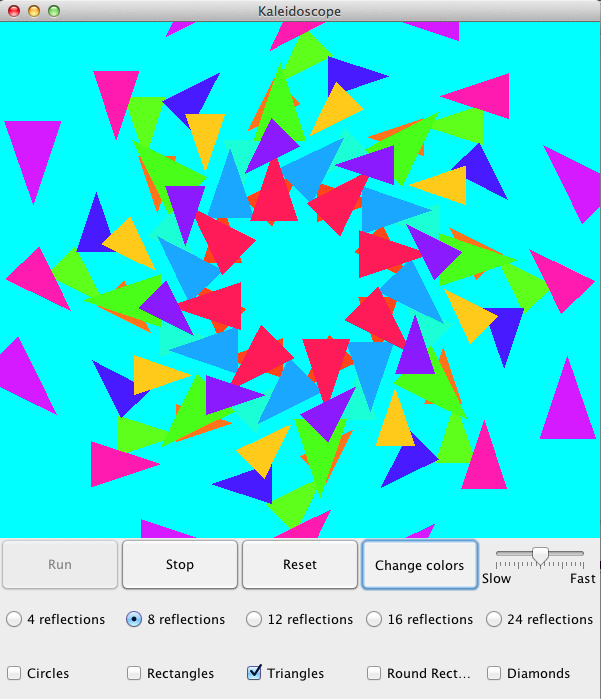 Kaleidoscope
Run Stop Reset Change colors
Slow Fast
4 reflections 8 reflections 12 reflections 16 reflections 24 reflections
Circles Rectangles Triangles Round Rect... Diamonds